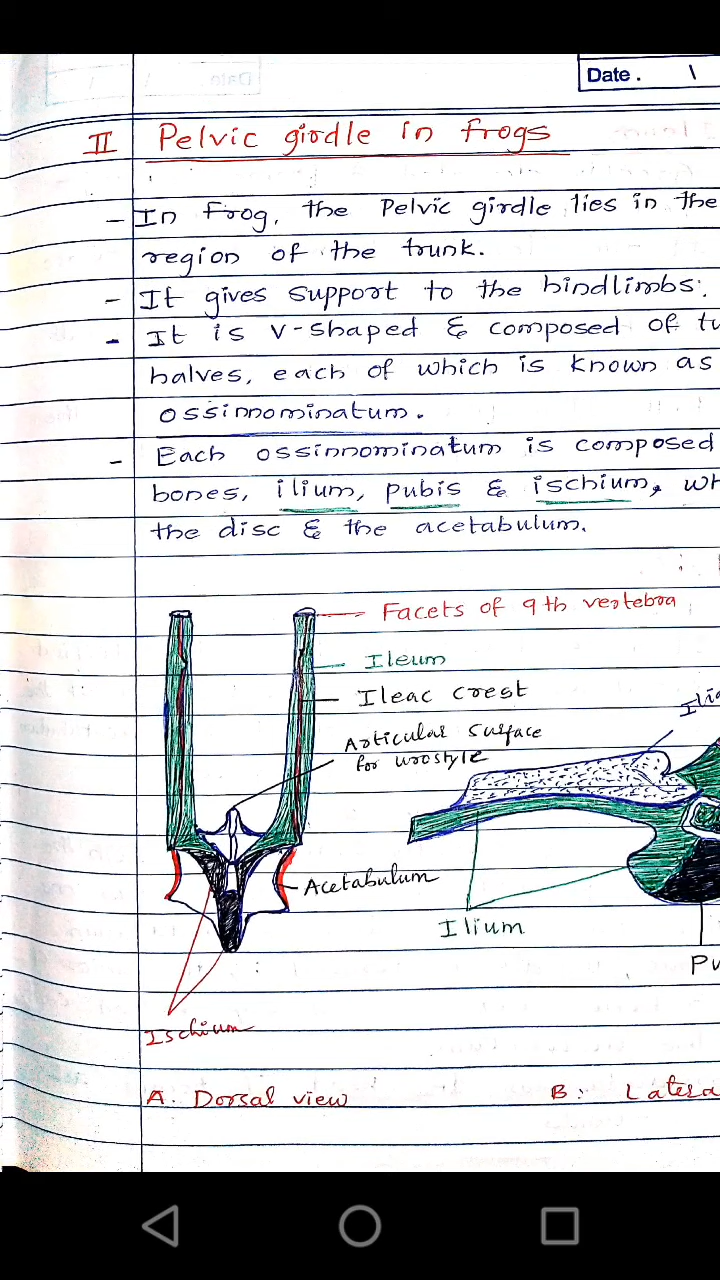 Date .
II Pelvic girdle in frogs
- In Frog, the Pelvic girdle lies in the
region of the trunk.
- It gives support to the hindlimbs.
- It is V-shaped & composed of
halves, each of which is known as
ossinnominatum.
- Each ossinnominatum is composed
bones, ilium, pubis & ischium,
the disc & the acetabulum.
Facets of 9th vertebra
Ileum
Ileac crest
Articular surface
for urostyle
Acetabulum
Ilium
Ischium
A. Dorsal view
B.